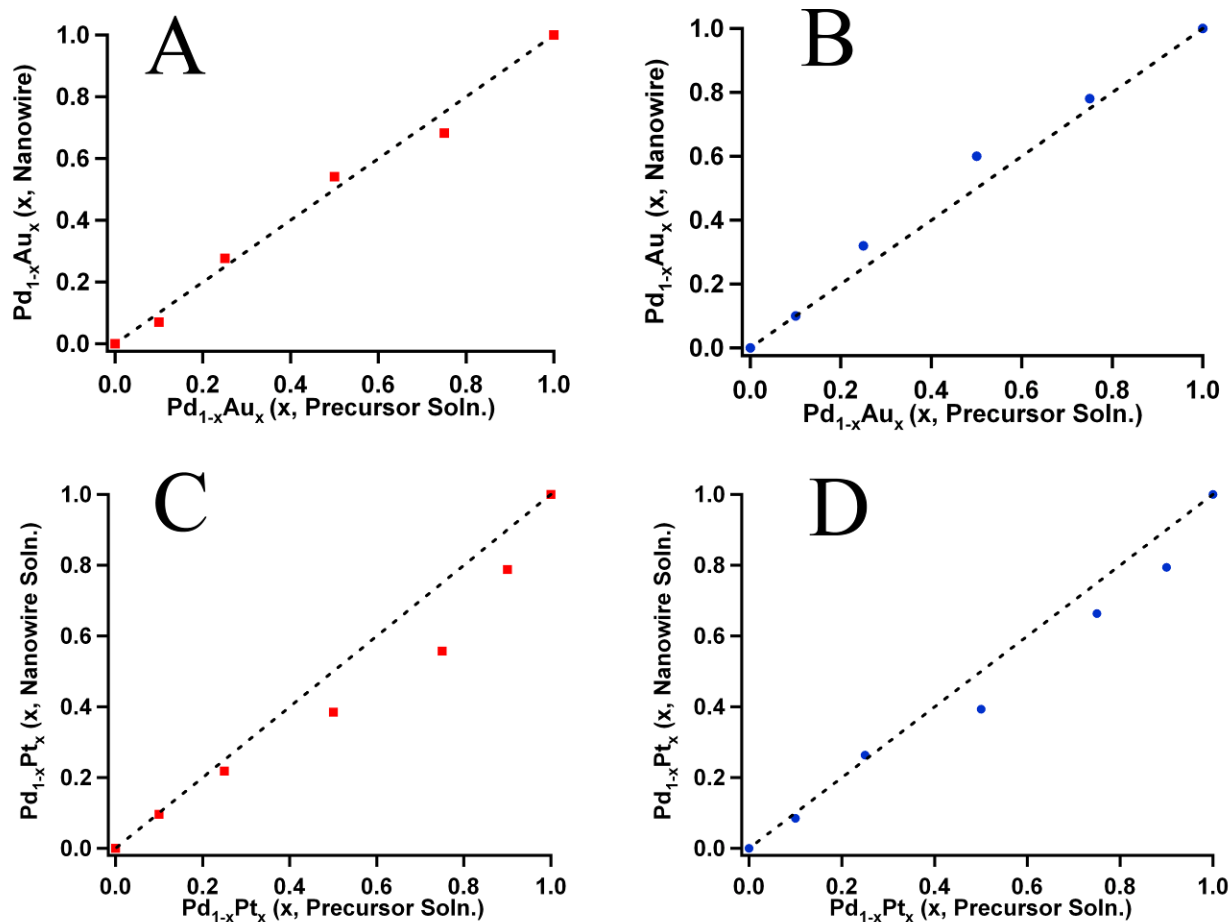 A
Pd1-xAux (x, Nanowire)
1.0
0.8
0.6
0.4
0.2
0.0
0.0 0.2 0.4 0.6 0.8 1.0
Pd1-xAux (x, Precursor Soln.)
B
Pd1-xAux (x, Nanowire)
1.0
0.8
0.6
0.4
0.2
0.0
0.0 0.2 0.4 0.6 0.8 1.0
Pd1-xAux (x, Precursor Soln.)
C
Pd1-xPtx (x, Nanowire Soln.)
1.0
0.8
0.6
0.4
0.2
0.0
0.0 0.2 0.4 0.6 0.8 1.0
Pd1-xPtx (x, Precursor Soln.)
D
Pd1-xPtx (x, Nanowire Soln.)
1.0
0.8
0.6
0.4
0.2
0.0
0.0 0.2 0.4 0.6 0.8 1.0
Pd1-xPtx (x, Precursor Soln.)